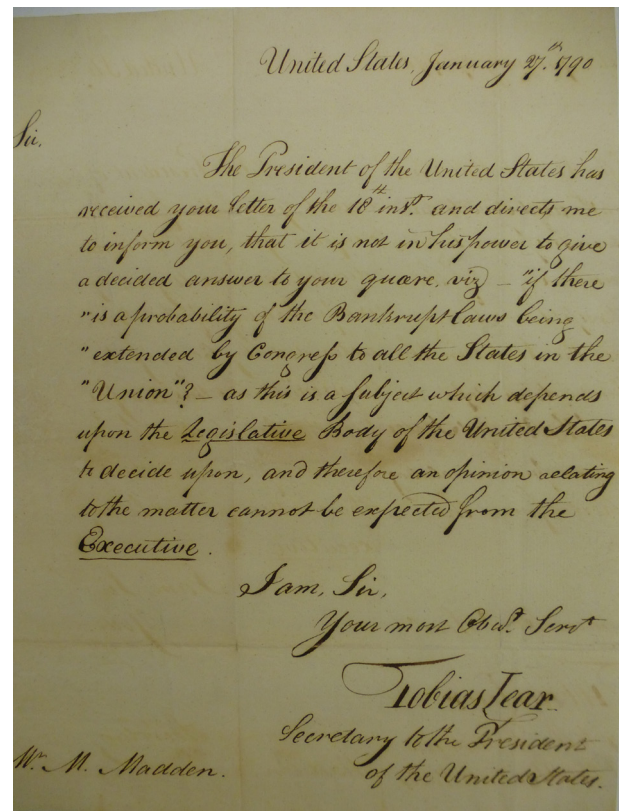 United States, January 27.th 1790
Sir,
The President of the United States has
received your letter of the 18th inst. and directs me
to inform you, that it is not in his power to give
a decided answer to your quære, viz – "if there
"is a probability of the Bankrupt laws being
"extended by Congress to all the States in the
"Union"? – as this is a subject which depends
upon the Legislative Body of the United States
to decide upon, and therefore an opinion relating
to the matter cannot be expected from the
Executive.
I am, Sir,
Your most Obedt. Servt
Tobias Lear.
Secretary to the President
of the United States.
Mr. M. Madden.